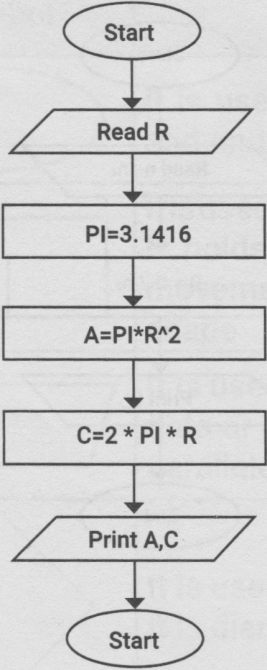 Start
Read R
PI=3.1416
A=PI*R^2
C=2 * PI * R
Print A,C
Start